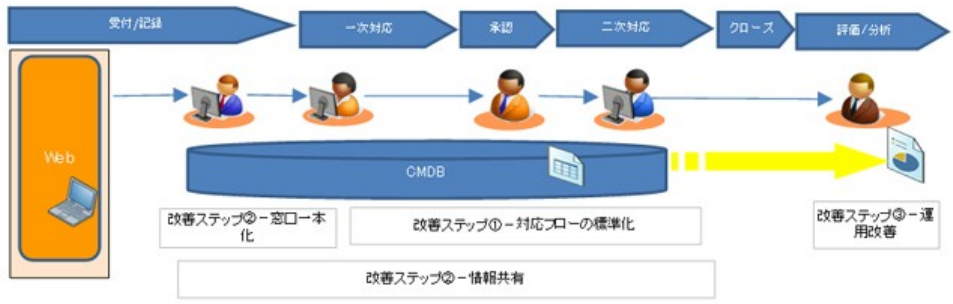 受付/記録
一次対応
承認
二次対応
クローズ
評価/分析
Web
CMDB
改善ステップ②－窓口一本
化
改善ステップ①－対応フローの標準化
改善ステップ③－運
用改善
改善ステップ②－情報共有